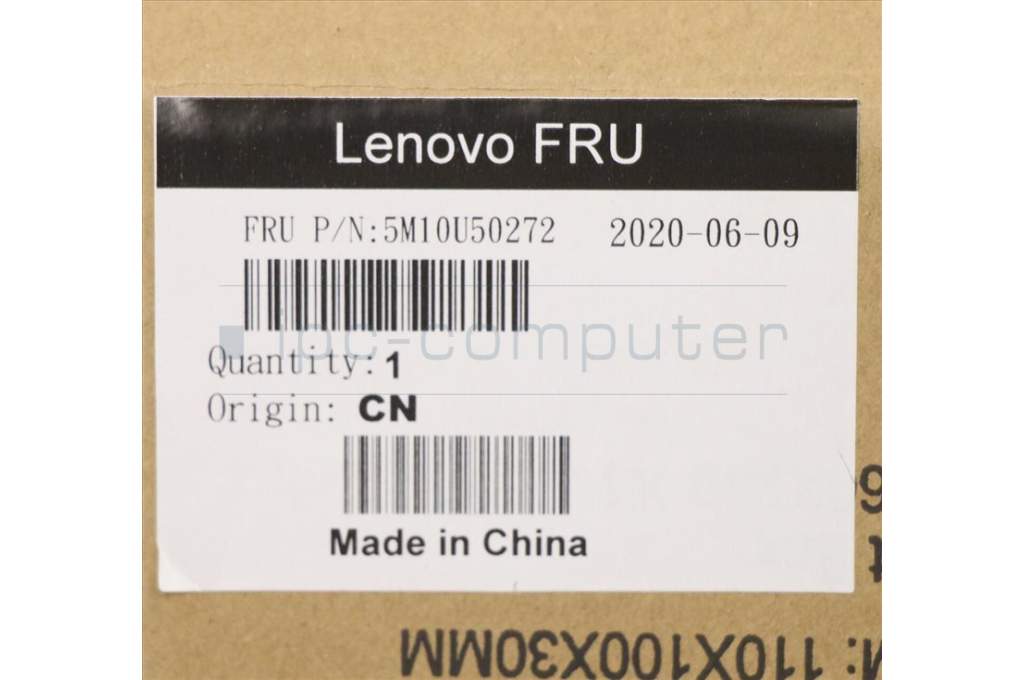 Lenovo FRU
FRU P/N:5M10U50272 2020-06-09
ipc-computer
Quantity: 1
Origin: CN
Made in China
M: 110X100X30MM